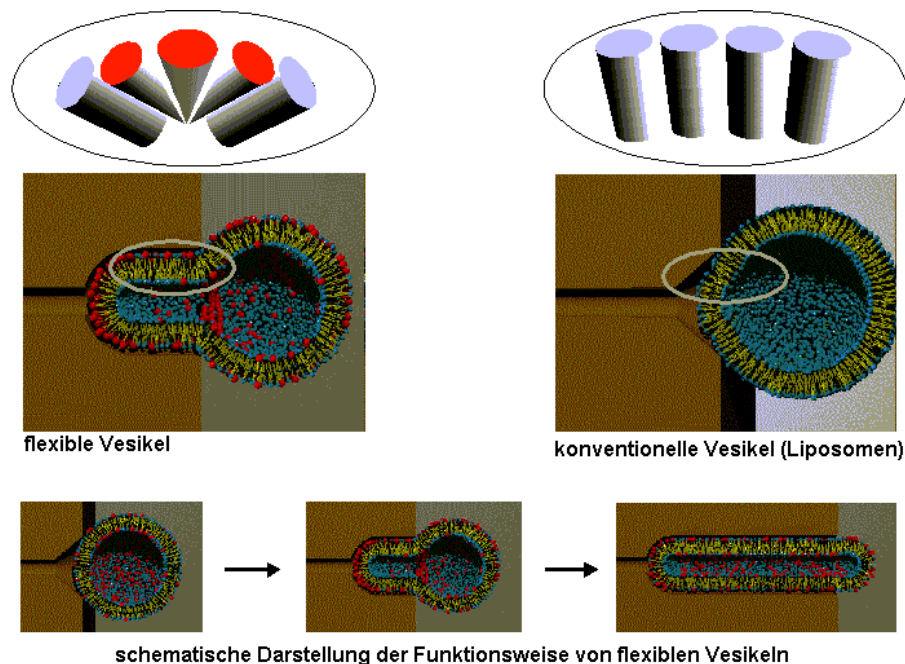 flexible Vesikel
konventionelle Vesikel (Liposomen)
schematische Darstellung der Funktionsweise von flexiblen Vesikeln